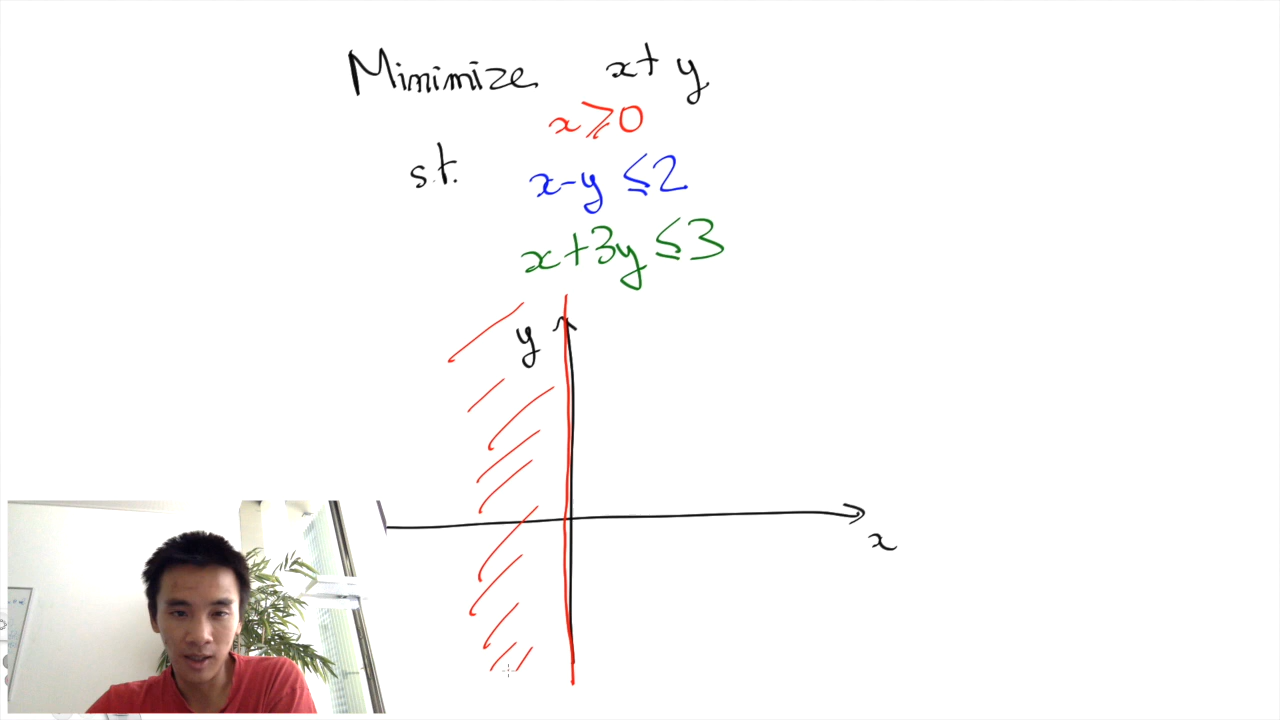 Minimize x+y
x⩾0
s.t. x-y ≤2
x+3y ≤3
y
x